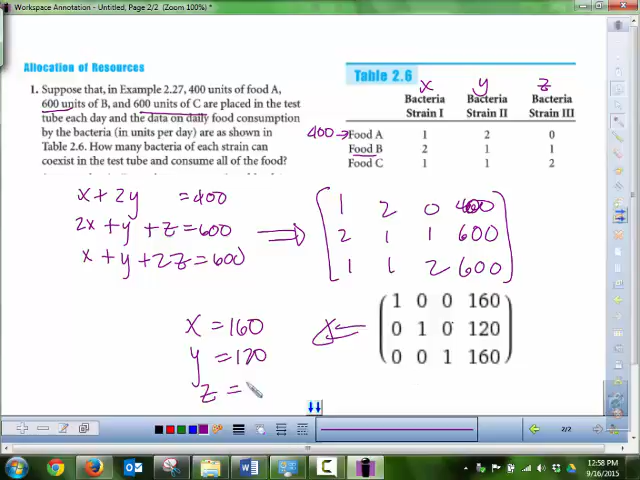 Workspace Annotation - Untitled, Page 2/2 (Zoom 100%) *
Allocation of Resources
1. Suppose that, in Example 2.27, 400 units of food A,
600 units of B, and 600 units of C are placed in the test
tube each day and the data on daily food consumption
by the bacteria (in units per day) are as shown in
Table 2.6. How many bacteria of each strain can
coexist in the test tube and consume all of the food?
Table 2.6
x y z
Bacteria Bacteria Bacteria
Strain I Strain II Strain III
400 → Food A 1 2 0
Food B 2 1 1
Food C 1 1 2
x + 2y = 400
2x + y + z = 600
x + y + 2z = 600
1 2 0 400
2 1 1 600
1 1 2 600
1 0 0 160
0 1 0 120
0 0 1 160
x = 160
y = 120
z =
2/2
12:58 PM
9/16/2015